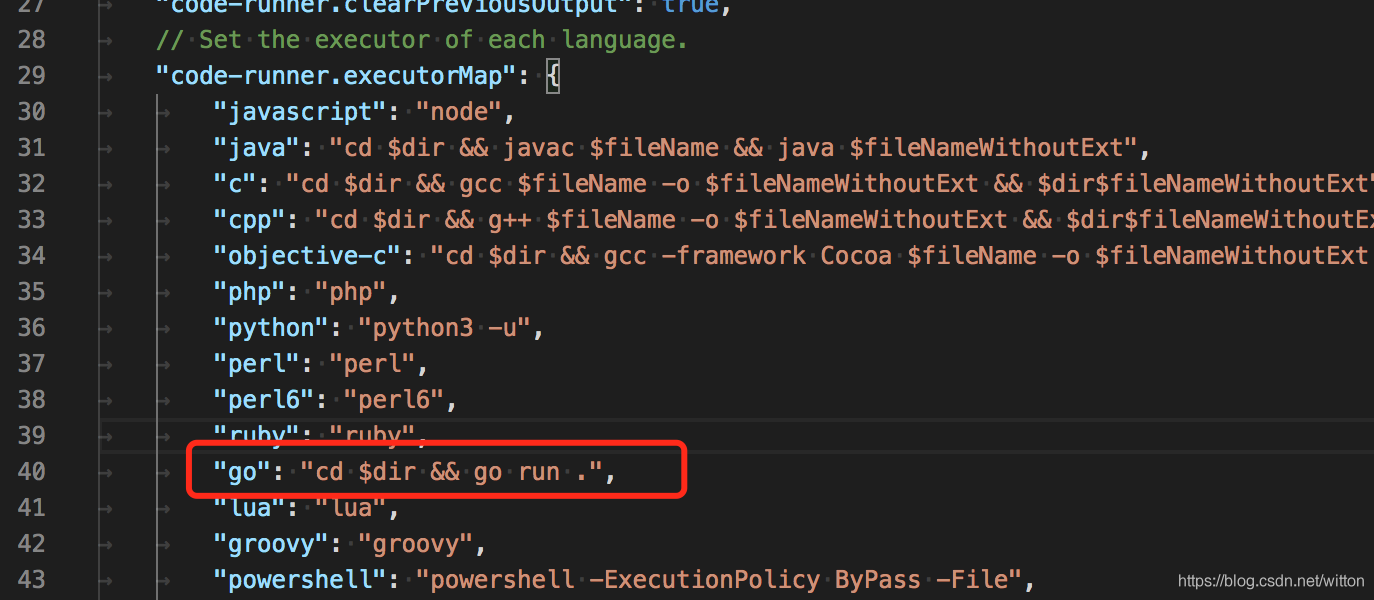 27 "code-runner.clearPreviousOutput": true,
28 // Set the executor of each language.
29 "code-runner.executorMap": {
30 "javascript": "node",
31 "java": "cd $dir && javac $fileName && java $fileNameWithoutExt",
32 "c": "cd $dir && gcc $fileName -o $fileNameWithoutExt && $dir$fileNameWithoutExt"
33 "cpp": "cd $dir && g++ $fileName -o $fileNameWithoutExt && $dir$fileNameWithoutEx
34 "objective-c": "cd $dir && gcc -framework Cocoa $fileName -o $fileNameWithoutExt
35 "php": "php",
36 "python": "python3 -u",
37 "perl": "perl",
38 "perl6": "perl6",
39 "ruby": "ruby",
40 "go": "cd $dir && go run .",
41 "lua": "lua",
42 "groovy": "groovy",
43 "powershell": "powershell -ExecutionPolicy ByPass -File",
https://blog.csdn.net/witton